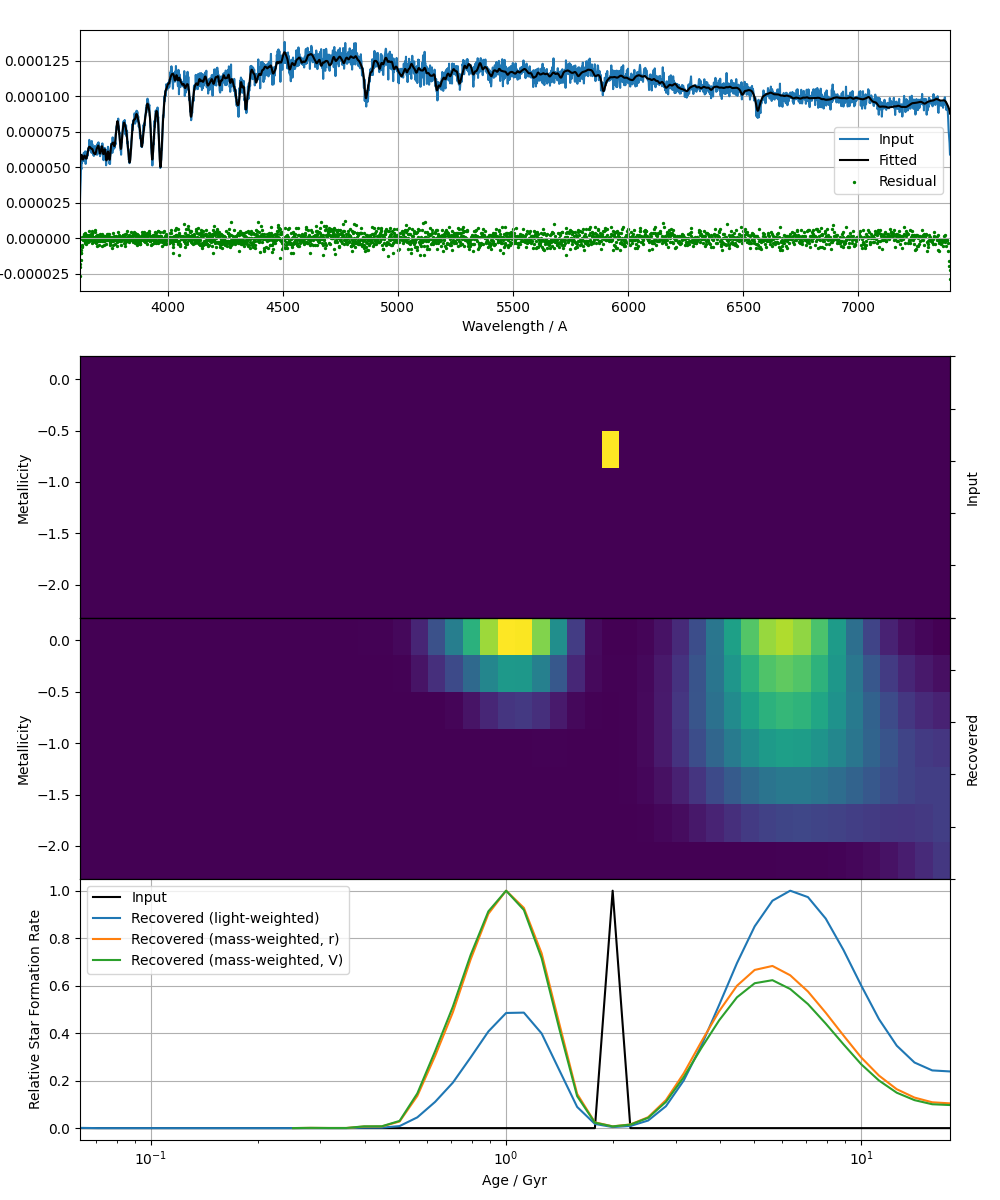 0.000125
0.000100
0.000075
0.000050
0.000025
0.000000
−0.000025
Input
Fitted
Residual
4000 4500 5000 5500 6000 6500 7000
Wavelength / A
0.0
−0.5
−1.0
−1.5
−2.0
Metallicity
Input
0.0
−0.5
−1.0
−1.5
−2.0
Metallicity
Recovered
1.0
0.8
0.6
0.4
0.2
0.0
Relative Star Formation Rate
Input
Recovered (light-weighted)
Recovered (mass-weighted, r)
Recovered (mass-weighted, V)
10⁻¹ 10⁰ 10¹
Age / Gyr